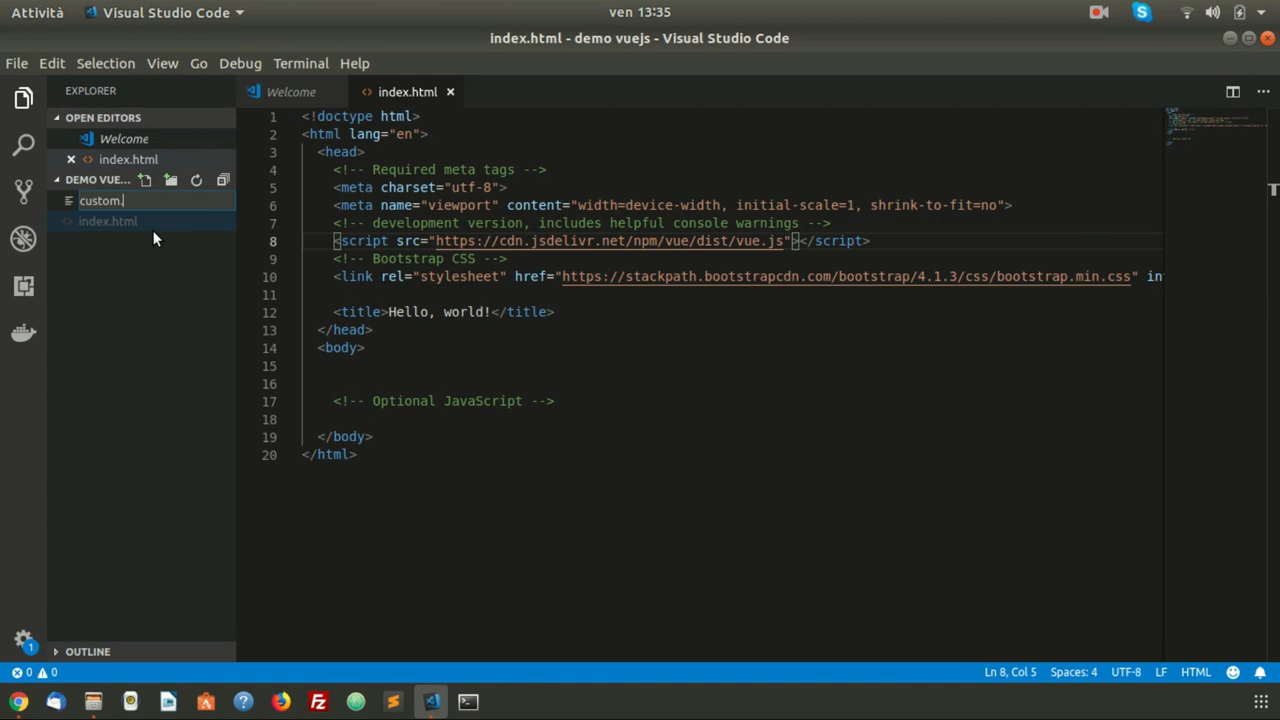 Attività Visual Studio Code ven 13:35
index.html - demo vuejs - Visual Studio Code
File Edit Selection View Go Debug Terminal Help
EXPLORER
OPEN EDITORS
Welcome
index.html
DEMO VUE...
custom.
index.html
OUTLINE
Welcome index.html
1 <!doctype html>
2 <html lang="en">
3 <head>
4 <!-- Required meta tags -->
5 <meta charset="utf-8">
6 <meta name="viewport" content="width=device-width, initial-scale=1, shrink-to-fit=no">
7 <!-- development version, includes helpful console warnings -->
8 <script src="https://cdn.jsdelivr.net/npm/vue/dist/vue.js"></script>
9 <!-- Bootstrap CSS -->
10 <link rel="stylesheet" href="https://stackpath.bootstrapcdn.com/bootstrap/4.1.3/css/bootstrap.min.css" in
11
12 <title>Hello, world!</title>
13 </head>
14 <body>
15
16
17 <!-- Optional JavaScript -->
18
19 </body>
20 </html>
1
0 0 Ln 8, Col 5 Spaces: 4 UTF-8 LF HTML